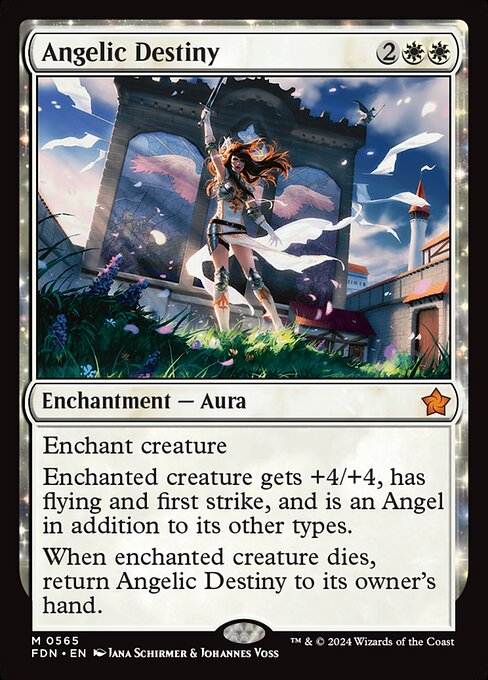 Angelic Destiny 2
Enchantment — Aura
Enchant creature
Enchanted creature gets +4/+4, has
flying and first strike, and is an Angel
in addition to its other types.
When enchanted creature dies,
return Angelic Destiny to its owner's
hand.
M 0565
FDN • EN Jana Schirmer & Johannes Voss
™ & © 2024 Wizards of the Coast